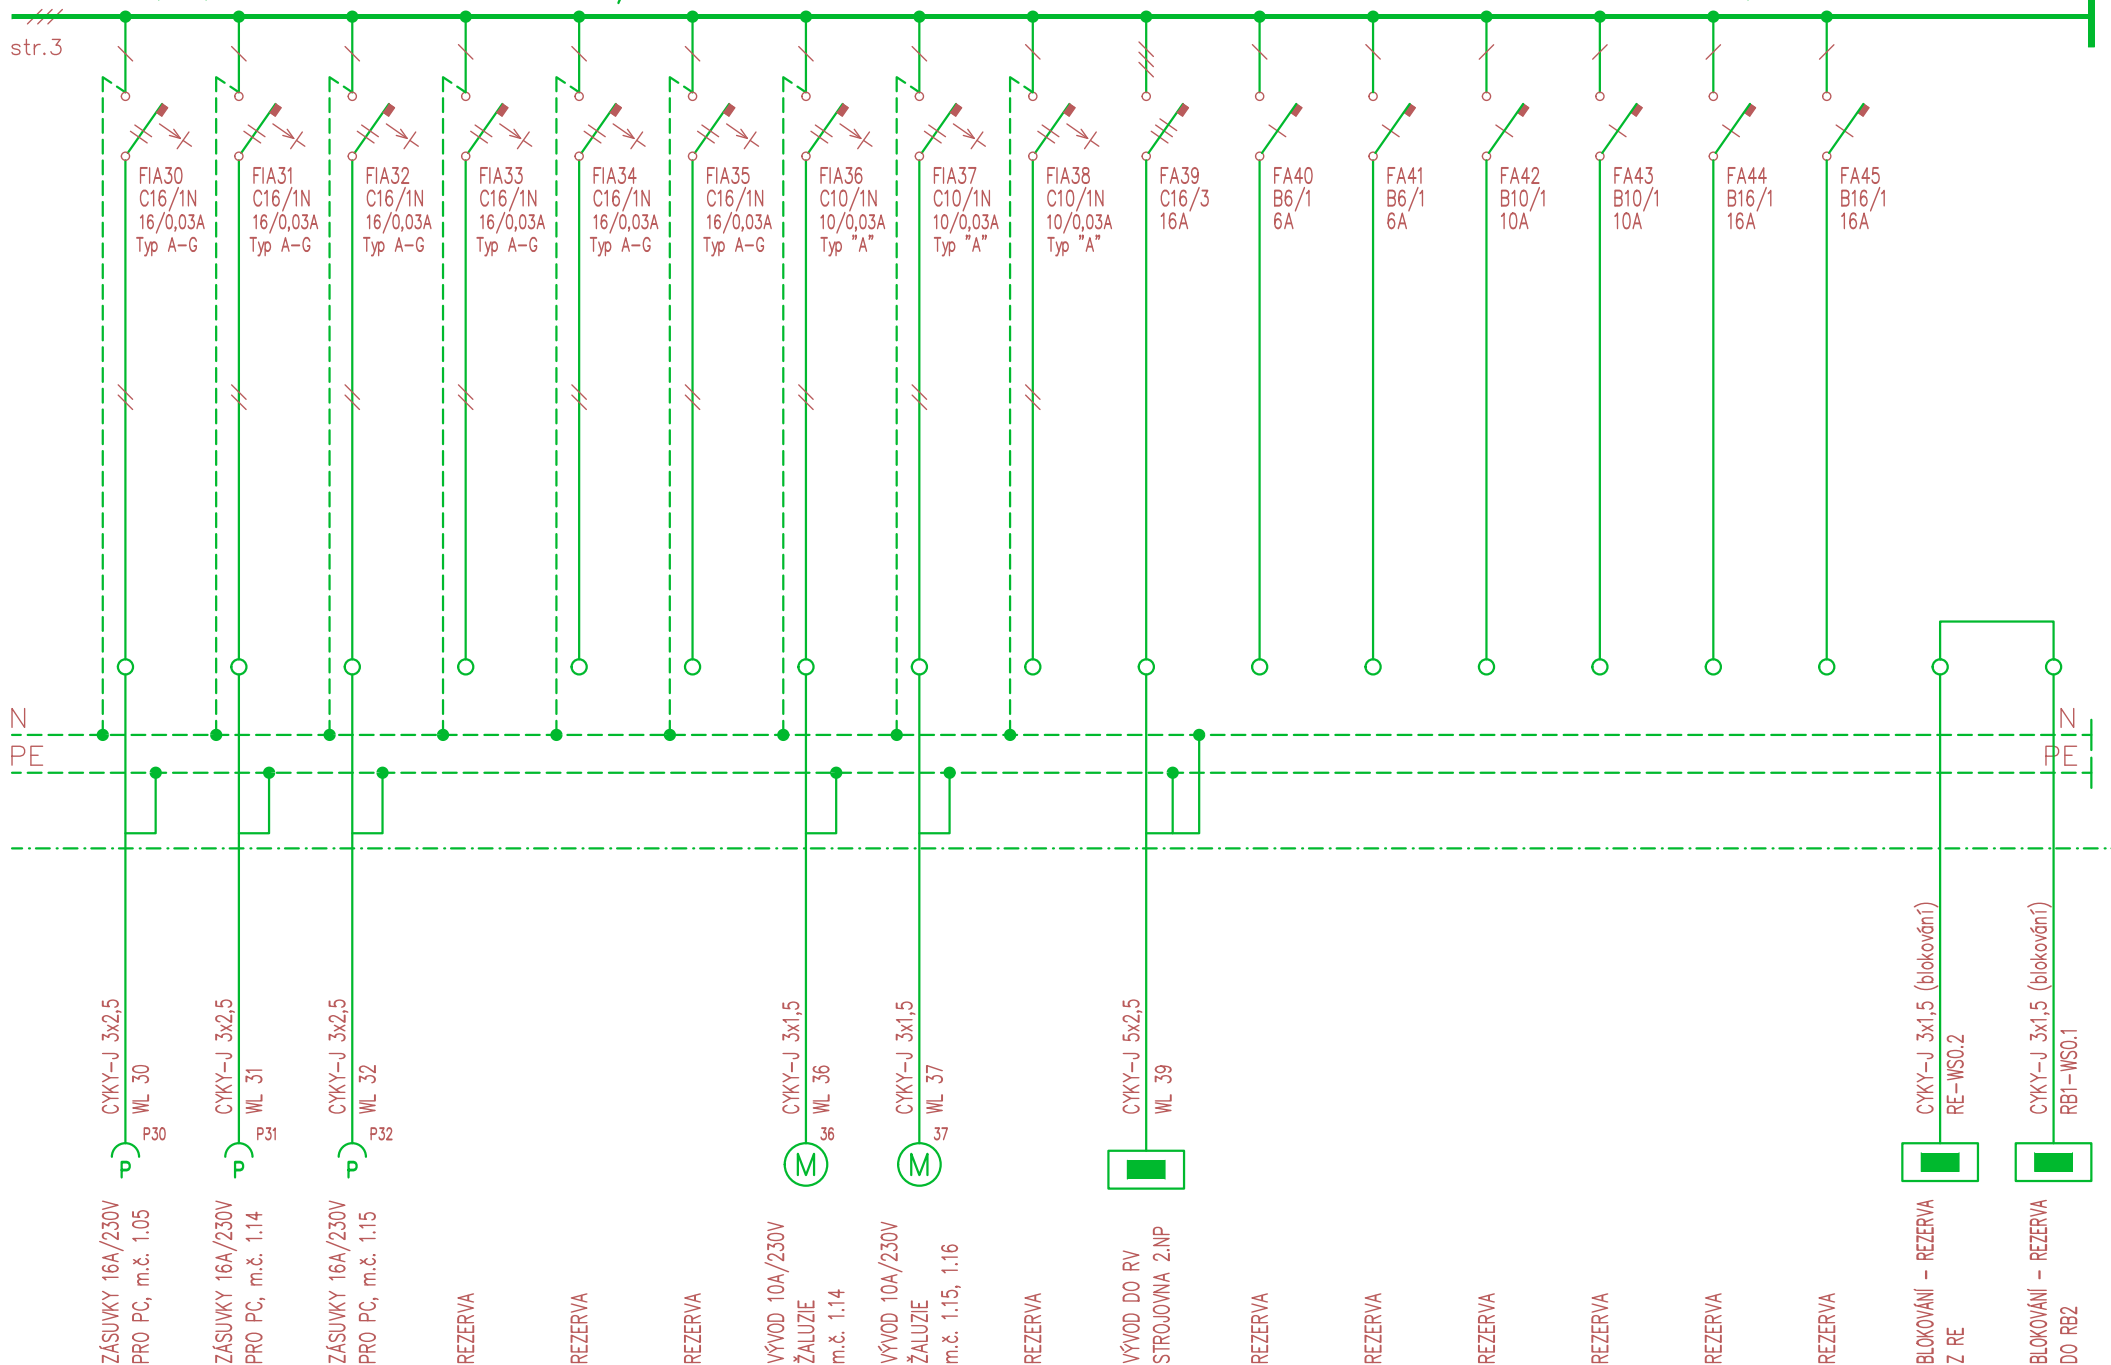 str.3
FIA30
C16/1N
16/0,03A
Typ A-G
FIA31
C16/1N
16/0,03A
Typ A-G
FIA32
C16/1N
16/0,03A
Typ A-G
FIA33
C16/1N
16/0,03A
Typ A-G
FIA34
C16/1N
16/0,03A
Typ A-G
FIA35
C16/1N
16/0,03A
Typ A-G
FIA36
C10/1N
10/0,03A
Typ "A"
FIA37
C10/1N
10/0,03A
Typ "A"
FIA38
C10/1N
10/0,03A
Typ "A"
FA39
C16/3
16A
FA40
B6/1
6A
FA41
B6/1
6A
FA42
B10/1
10A
FA43
B10/1
10A
FA44
B16/1
16A
FA45
B16/1
16A
N
N
PE
PE
CYKY-J 3x2,5
WL 30
CYKY-J 3x2,5
WL 31
CYKY-J 3x2,5
WL 32
CYKY-J 3x1,5
WL 36
CYKY-J 3x1,5
WL 37
CYKY-J 5x2,5
WL 39
CYKY-J 3x1,5 (blokování)
RE-WS0.2
CYKY-J 3x1,5 (blokování)
RB1-WS0.1
P30
P
P31
P
P32
P
36
M
37
M
ZÁSUVKY 16A/230V
PRO PC, m.č. 1.05
ZÁSUVKY 16A/230V
PRO PC, m.č. 1.14
ZÁSUVKY 16A/230V
PRO PC, m.č. 1.15
REZERVA
REZERVA
REZERVA
VÝVOD 10A/230V
ŽALUZIE
m.č. 1.14
VÝVOD 10A/230V
ŽALUZIE
m.č. 1.15, 1.16
REZERVA
VÝVOD DO RV
STROJOVNA 2.NP
REZERVA
REZERVA
REZERVA
REZERVA
REZERVA
REZERVA
BLOKOVÁNÍ - REZERVA
Z RE
BLOKOVÁNÍ - REZERVA
DO RB2